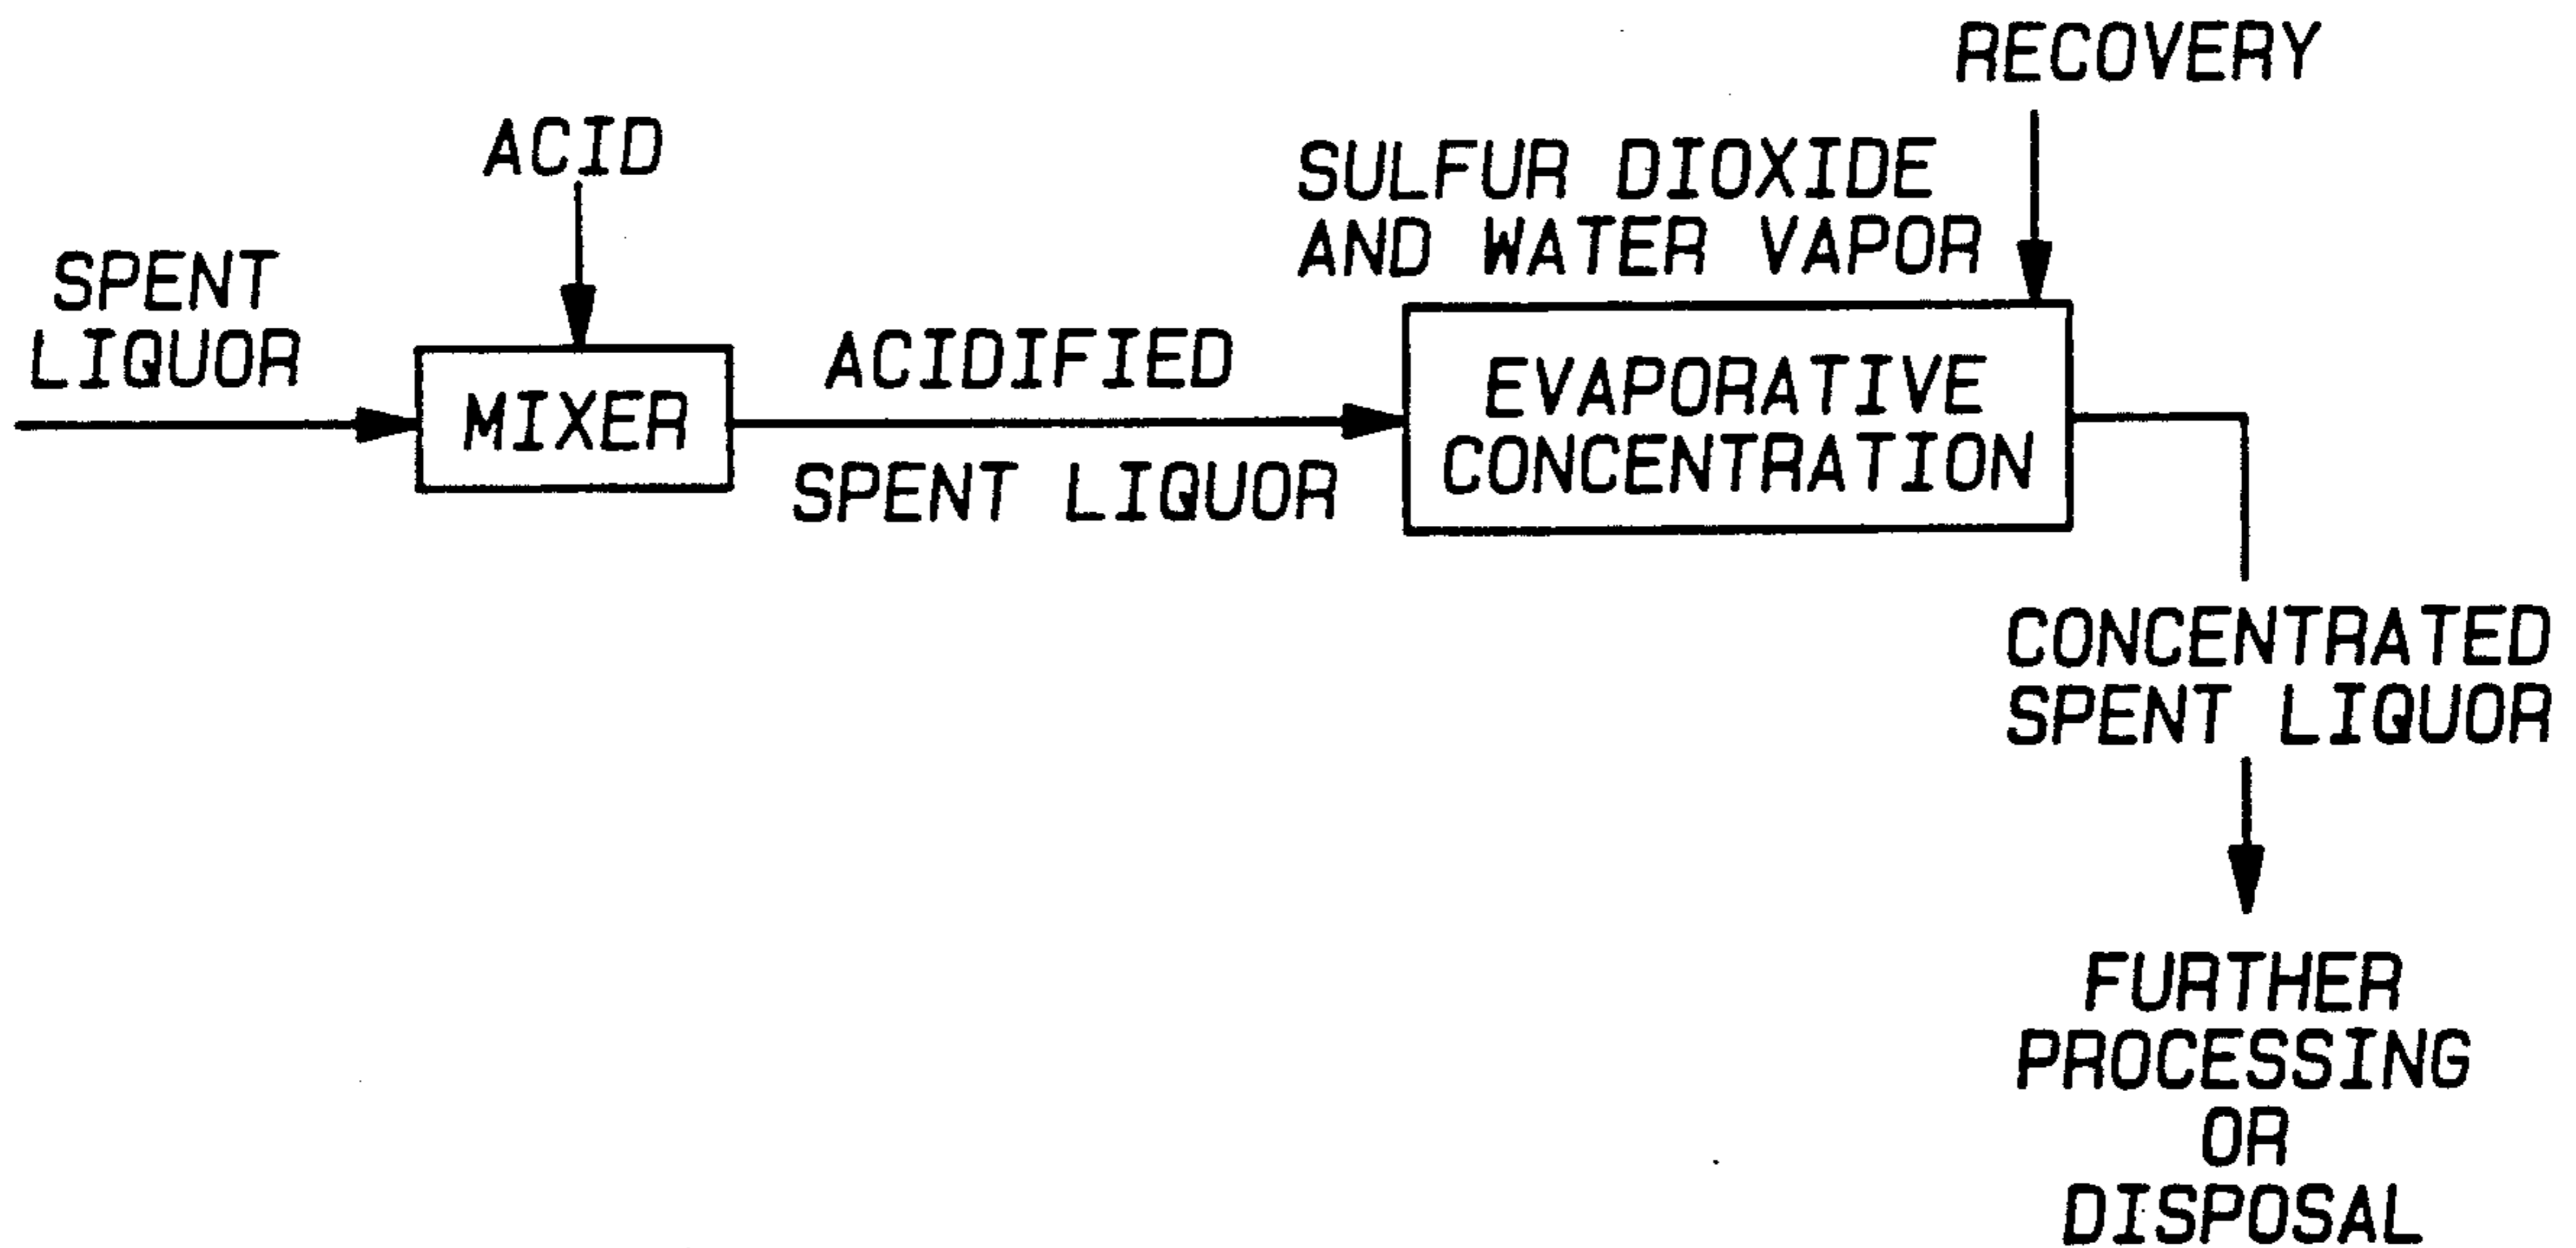 RECOVERY
ACID
SULFUR DIOXIDE
AND WATER VAPOR
SPENT
LIQUOR
MIXER
ACIDIFIED
SPENT LIQUOR
EVAPORATIVE
CONCENTRATION
CONCENTRATED
SPENT LIQUOR
FURTHER
PROCESSING
OR
DISPOSAL